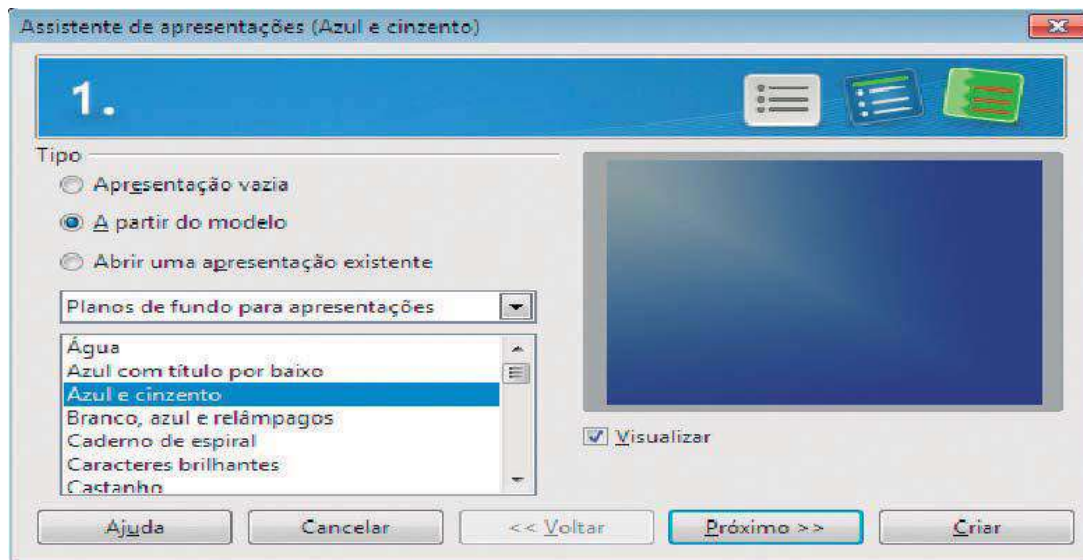 Assistente de apresentações (Azul e cinzento)
1.
Tipo
Apresentação vazia
A partir do modelo
Abrir uma apresentação existente
Planos de fundo para apresentações
Água
Azul com título por baixo
Azul e cinzento
Branco, azul e relâmpagos
Caderno de espiral
Caracteres brilhantes
Castanho
Visualizar
Ajuda Cancelar << Voltar Próximo >> Criar